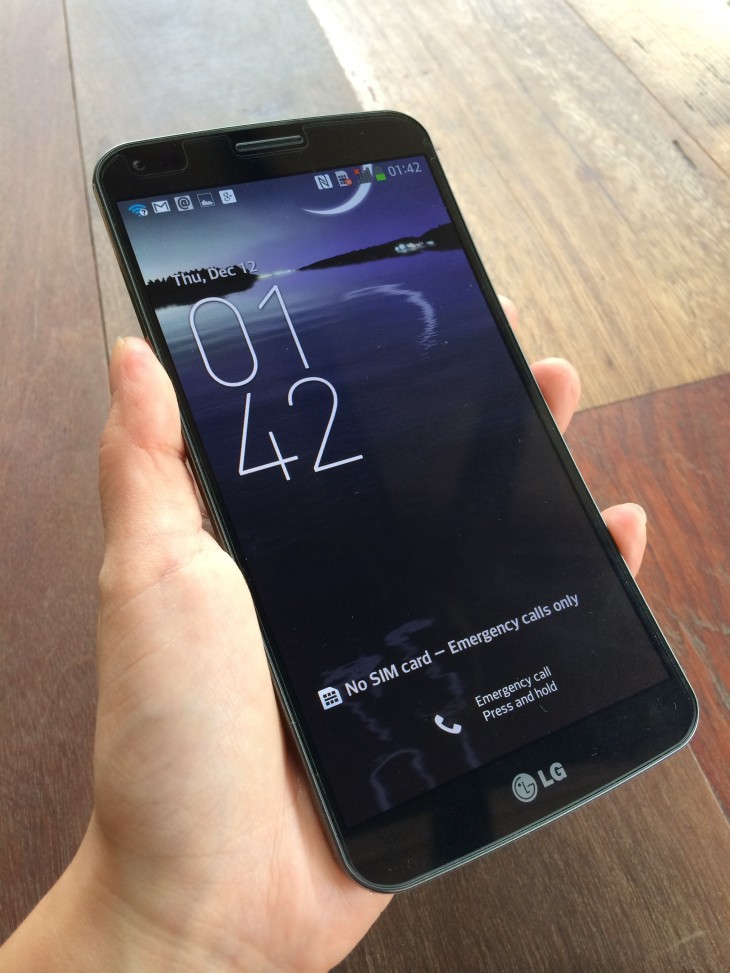 01:42
Thu, Dec 12
01
42
No SIM card – Emergency calls only
Emergency call
Press and hold
LG